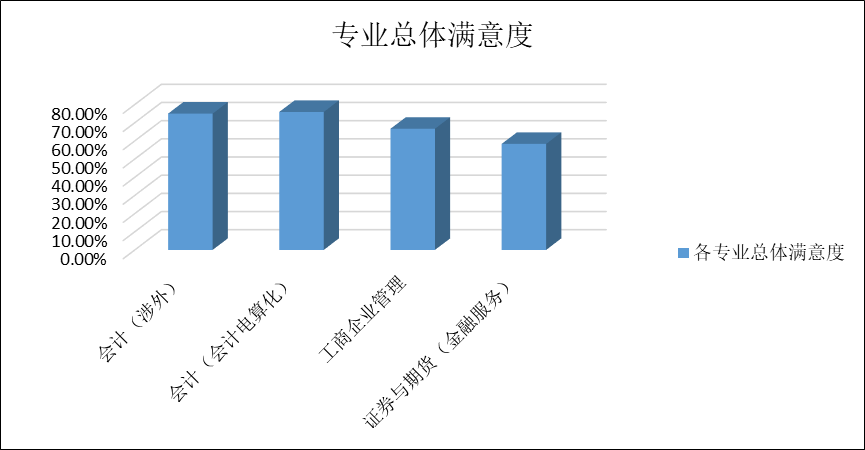 专业总体满意度
80.00%
70.00%
60.00%
50.00%
40.00%
30.00%
20.00%
10.00%
0.00%
会计（涉外）
会计（会计电算化）
工商企业管理
证券与期货（金融服务）
各专业总体满意度